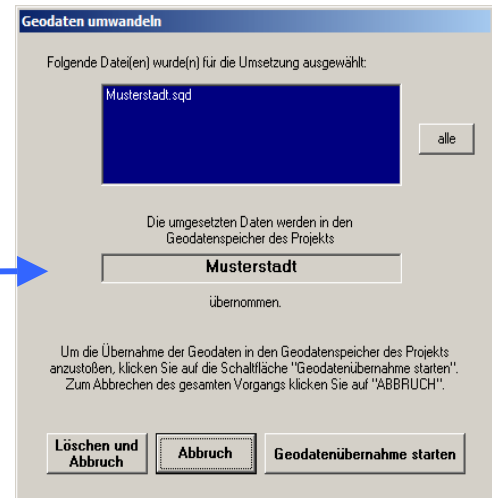 Geodaten umwandeln
Folgende Datei(en) wurde(n) für die Umsetzung ausgewählt:
Musterstadt.sqd
alle
Die umgesetzten Daten werden in den
Geodatenspeicher des Projekts
Musterstadt
übernommen.
Um die Übernahme der Geodaten in den Geodatenspeicher des Projekts
anzustoßen, klicken Sie auf die Schaltfläche "Geodatenübernahme starten".
Zum Abbrechen des gesamten Vorgangs klicken Sie auf "ABBRUCH".
Löschen und
Abbruch
Abbruch
Geodatenübernahme starten